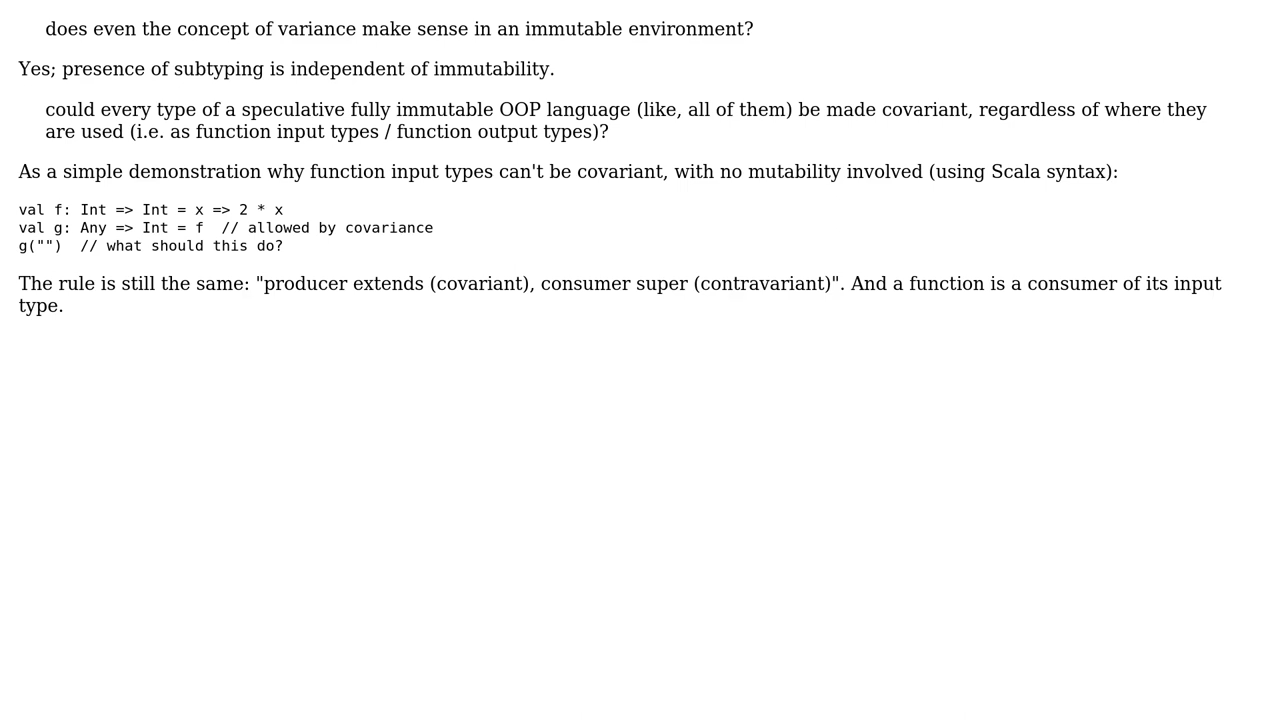 does even the concept of variance make sense in an immutable environment?
Yes; presence of subtyping is independent of immutability.
could every type of a speculative fully immutable OOP language (like, all of them) be made covariant, regardless of where they
are used (i.e. as function input types / function output types)?
As a simple demonstration why function input types can't be covariant, with no mutability involved (using Scala syntax):
val f: Int => Int = x => 2 * x
val g: Any => Int = f  // allowed by covariance
g("")  // what should this do?
The rule is still the same: "producer extends (covariant), consumer super (contravariant)". And a function is a consumer of its input
type.